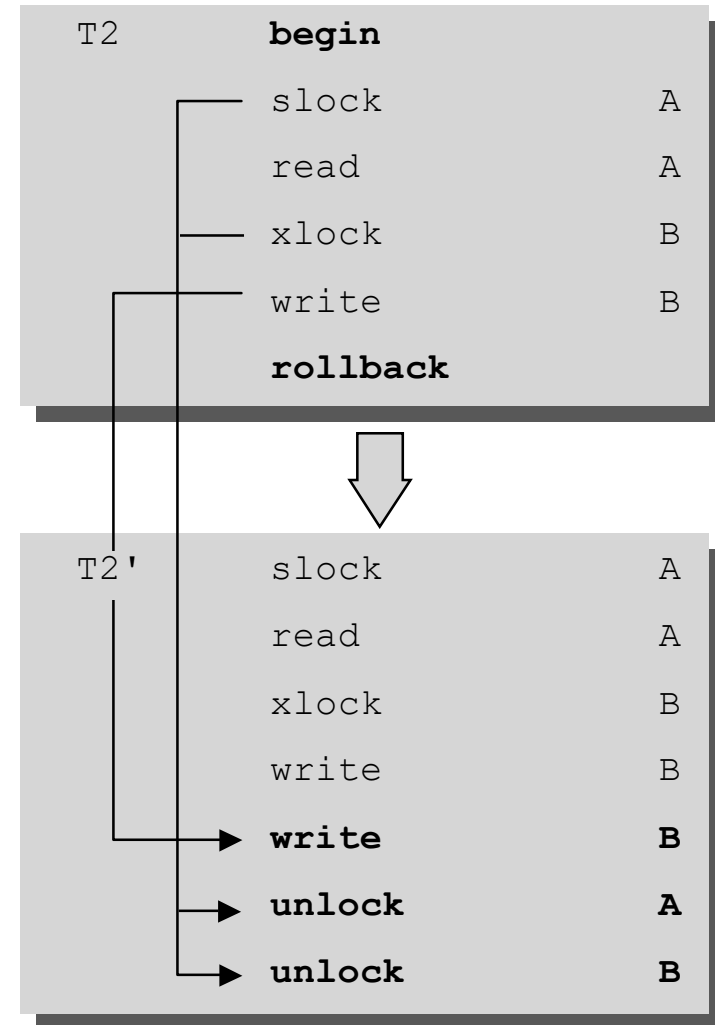 T2 begin
slock A
read A
xlock B
write B
rollback
T2' slock A
read A
xlock B
write B
write B
unlock A
unlock B